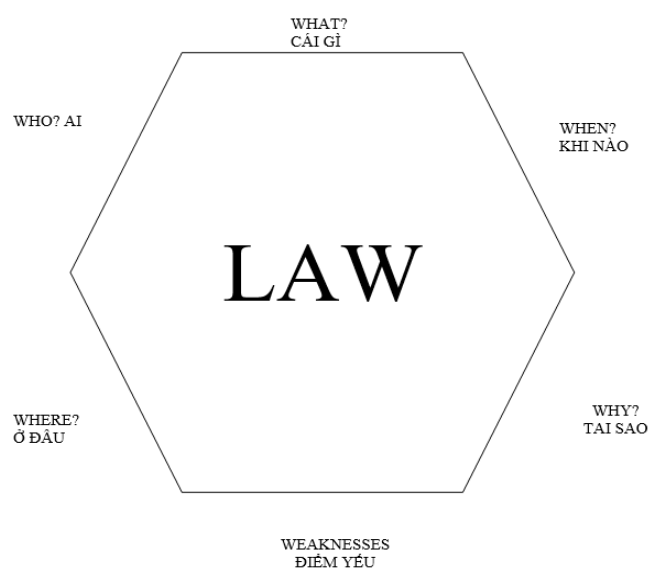 WHAT?
CÁI GÌ
WHO? AI
WHEN?
KHI NÀO
LAW
WHERE?
Ở ĐÂU
WHY?
TAI SAO
WEAKNESSES
ĐIỂM YẾU